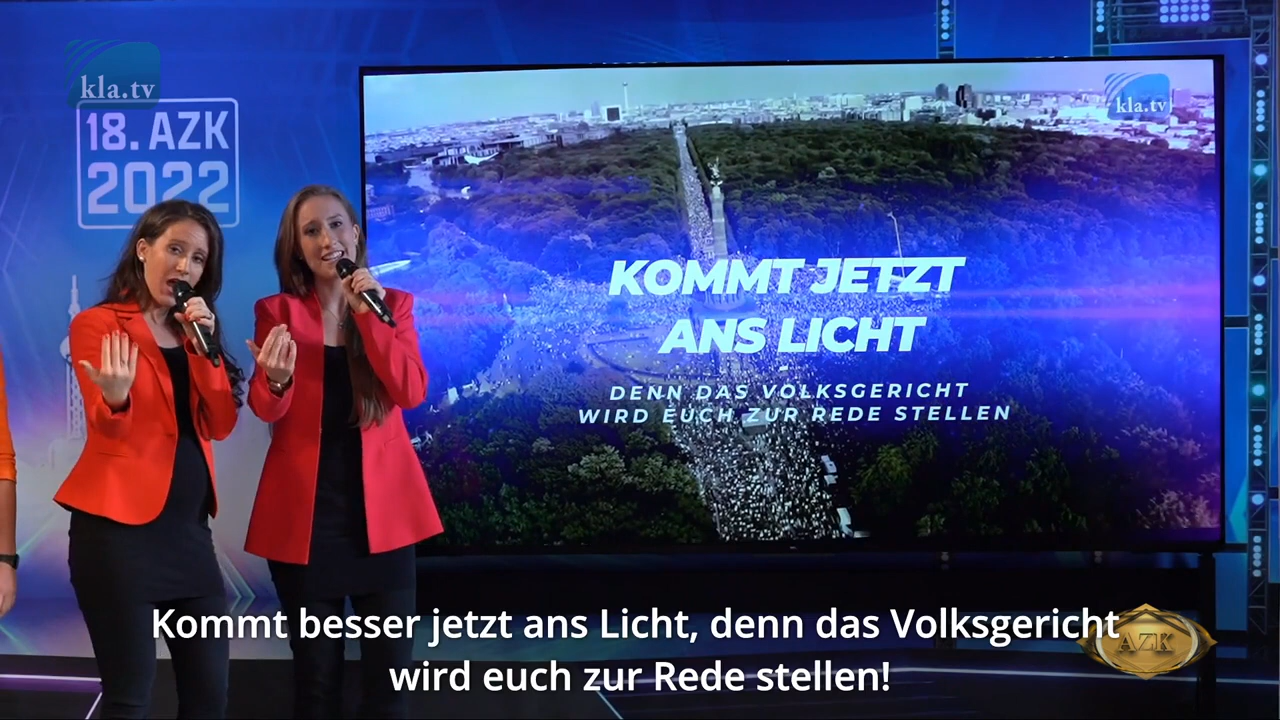 kla.tv
18. AZK
2022
kla.tv
KOMMT JETZT
ANS LICHT
DENN DAS VOLKSGERICHT
WIRD EUCH ZUR REDE STELLEN
Kommt besser jetzt ans Licht, denn das Volksgericht
wird euch zur Rede stellen!
AZK